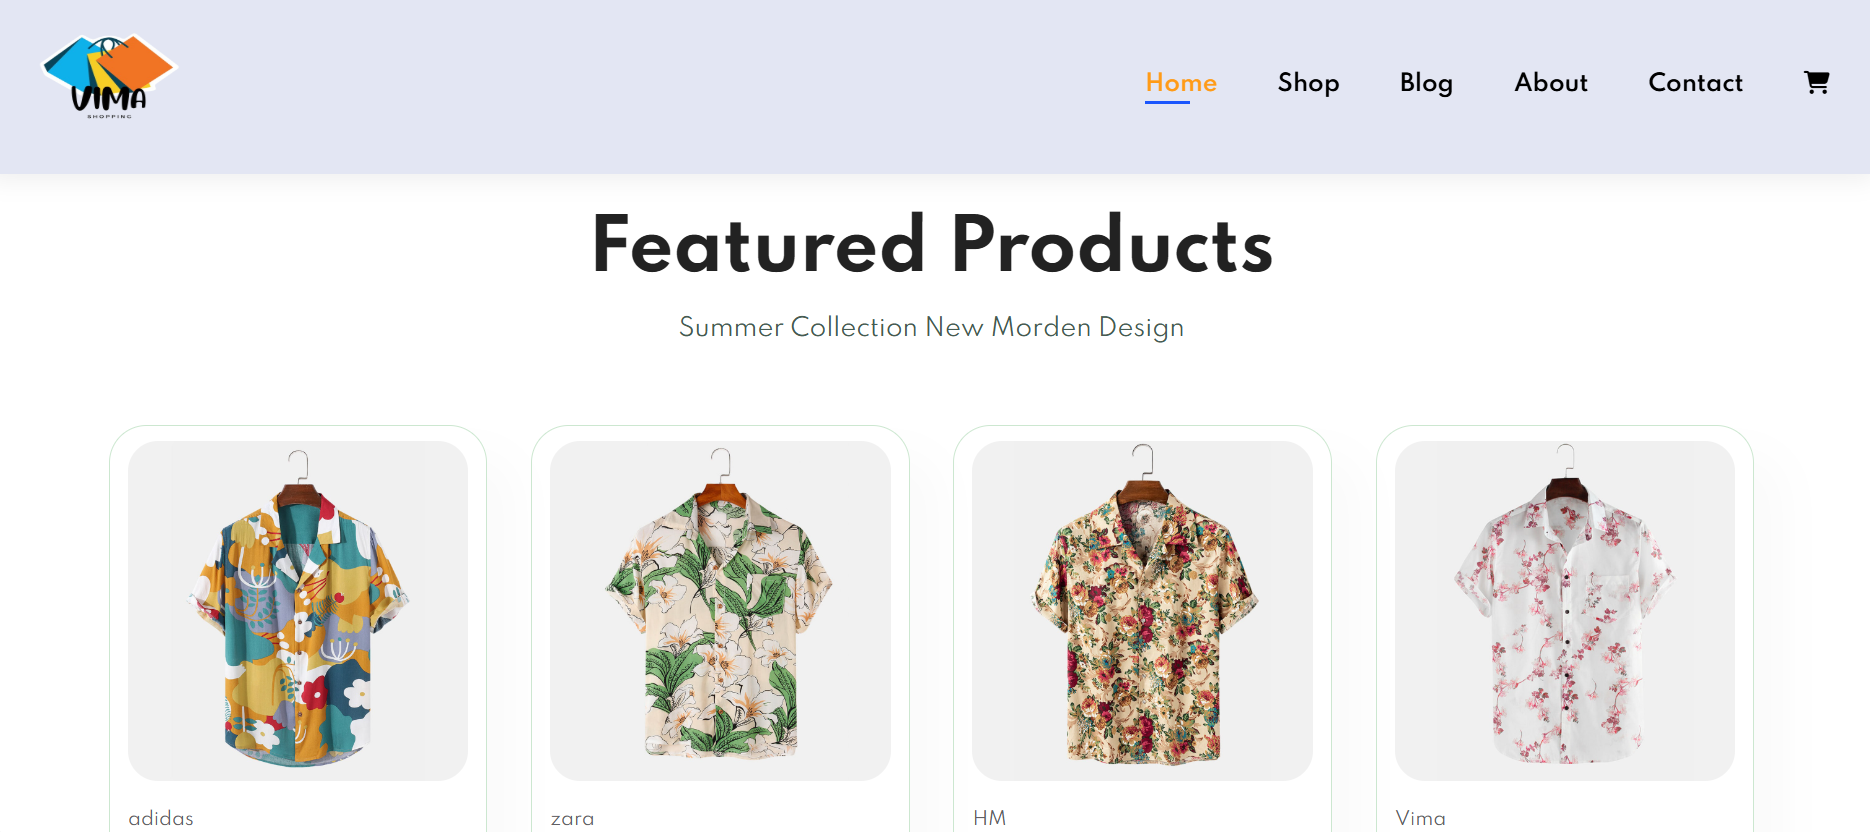 VIMA
SHOPPING
Home Shop Blog About Contact
Featured Products
Summer Collection New Morden Design
adidas zara HM Vima